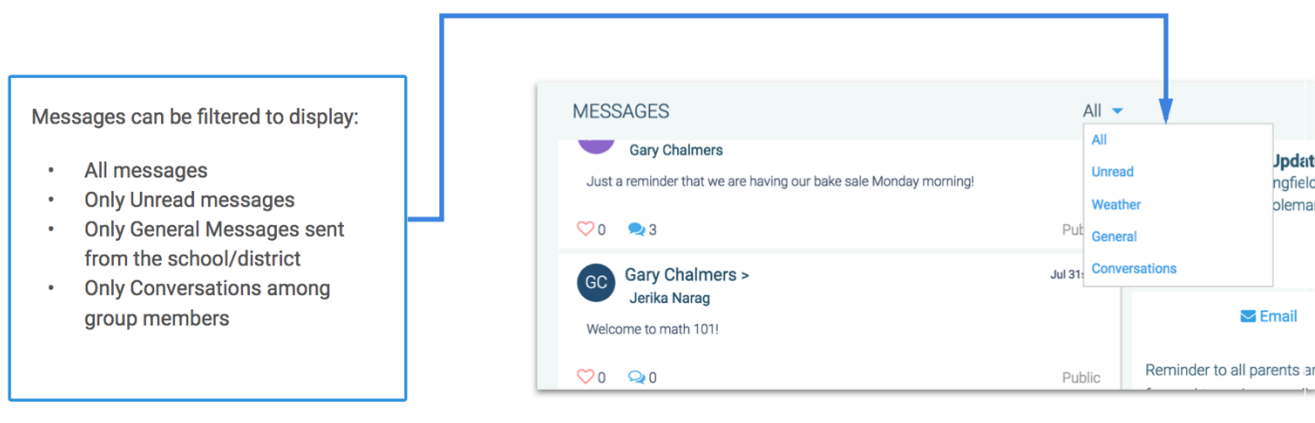 Messages can be filtered to display:
• All messages
• Only Unread messages
• Only General Messages sent
from the school/district
• Only Conversations among
group members
MESSAGES
All
All
Unread
Weather
General
Conversations
Gary Chalmers
Just a reminder that we are having our bake sale Monday morning!
0 3
GC
Gary Chalmers >
Jul 31
Jerika Narag
Welcome to math 101!
0 0
Public
Email
Reminder to all parents